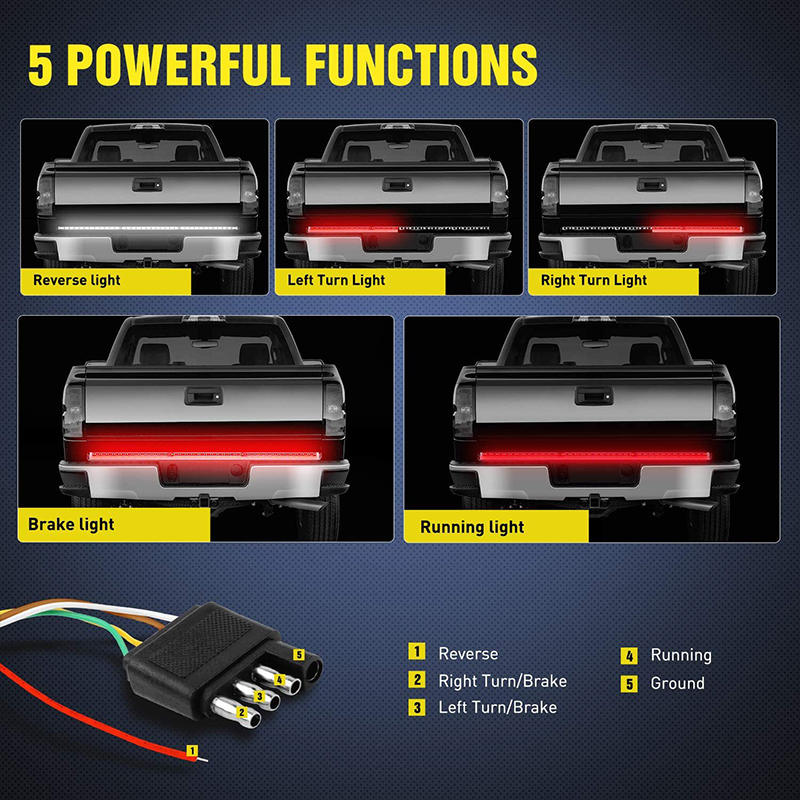 5 POWERFUL FUNCTIONS
Reverse light
Left Turn Light
Right Turn Light
Brake light
Running light
1 Reverse
2 Right Turn/Brake
3 Left Turn/Brake
4 Running
5 Ground
5
4
3
2
1